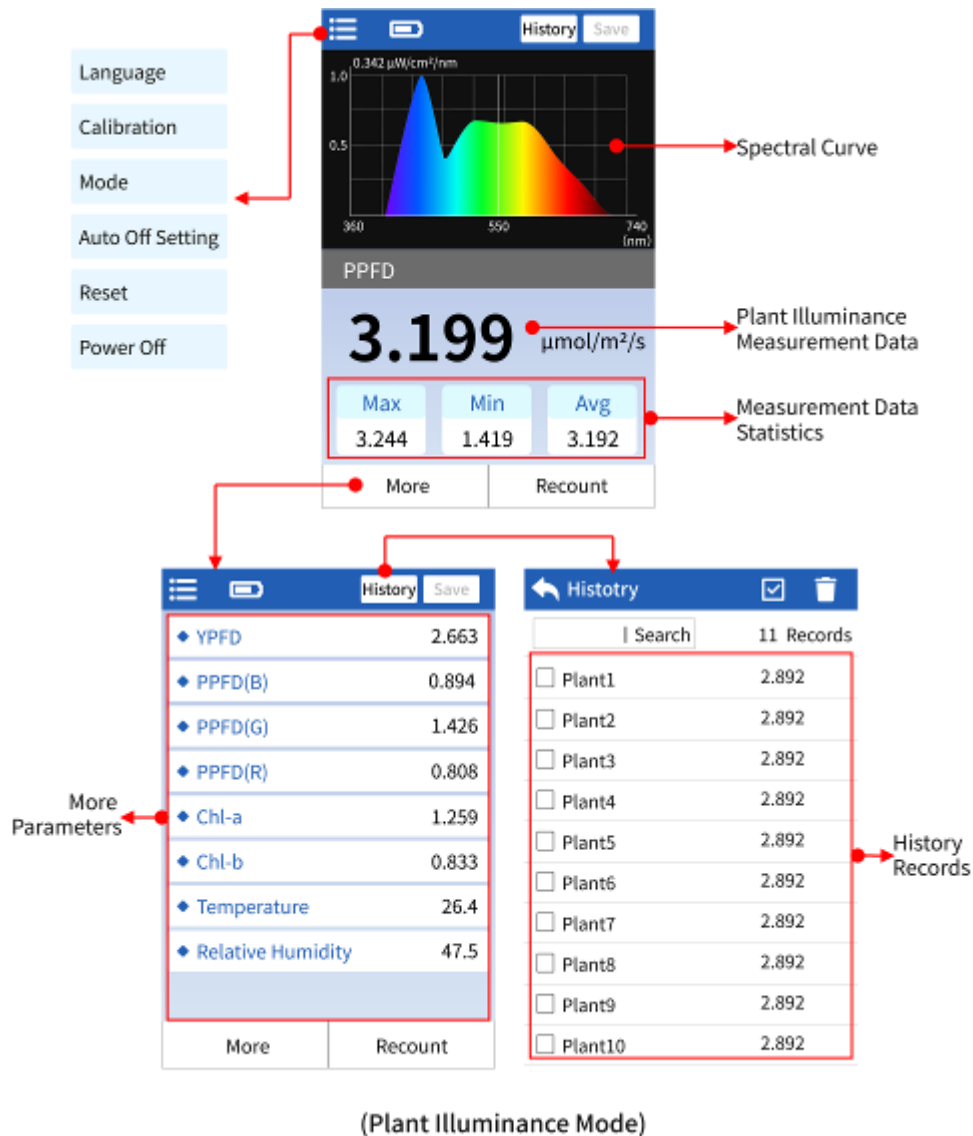 History Save
Language
Calibration
Mode
Auto Off Setting
Reset
Power Off
0.342 μW/cm²/nm
1.0
0.5
360 550 740
(nm)
Spectral Curve
PPFD
3.199 μmol/m²/s
Plant Illuminance
Measurement Data
Max Min Avg
3.244 1.419 3.192
Measurement Data
Statistics
More Recount
History Save
YPFD 2.663
PPFD(B) 0.894
PPFD(G) 1.426
PPFD(R) 0.808
Chl-a 1.259
Chl-b 0.833
Temperature 26.4
Relative Humidity 47.5
More Recount
More
Parameters
Histotry
| Search 11 Records
Plant1 2.892
Plant2 2.892
Plant3 2.892
Plant4 2.892
Plant5 2.892
Plant6 2.892
Plant7 2.892
Plant8 2.892
Plant9 2.892
Plant10 2.892
History
Records
(Plant Illuminance Mode)